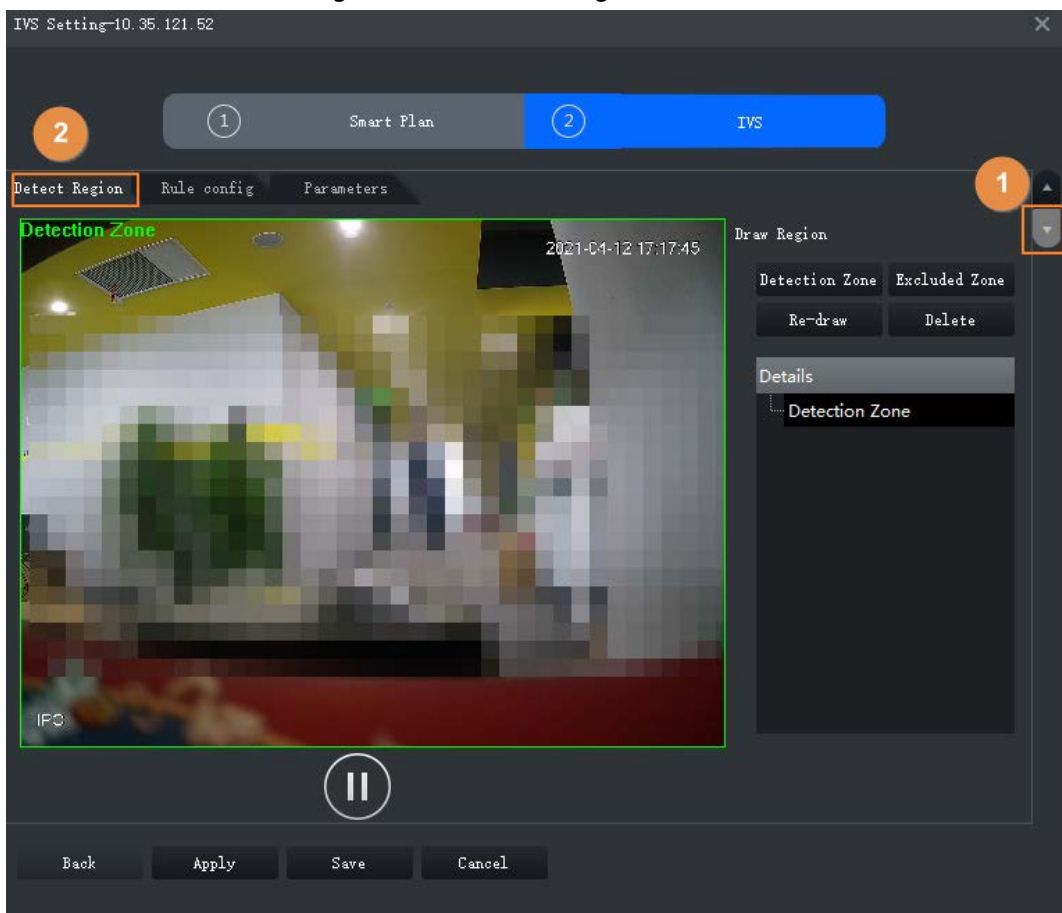 IVS Setting-10.35.121.52
1 Smart Plan 2 IVS
2
1
Detect Region Rule config Parameters
Detection Zone
2021-04-12 17:17:45
IPC
Draw Region
Detection Zone Excluded Zone
Re-draw Delete
Details
Detection Zone
Back Apply Save Cancel